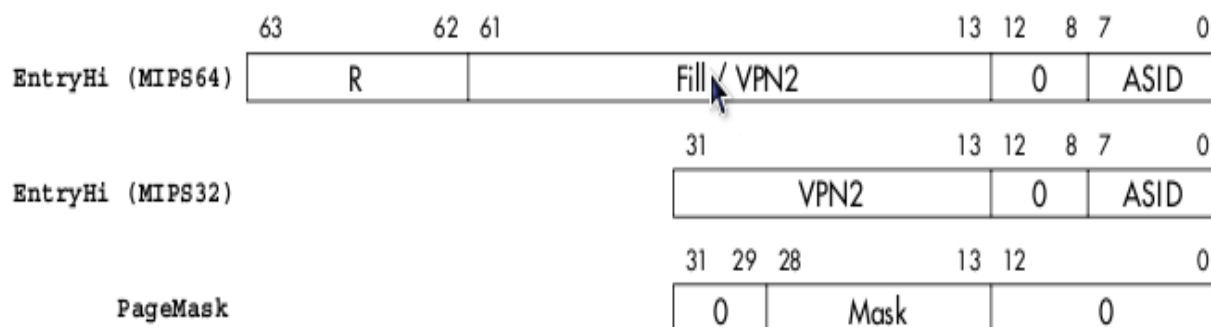 63 62 61 13 12 8 7 0
EntryHi (MIPS64) R Fill / VPN2 0 ASID
31 13 12 8 7 0
EntryHi (MIPS32) VPN2 0 ASID
31 29 28 13 12 0
PageMask 0 Mask 0